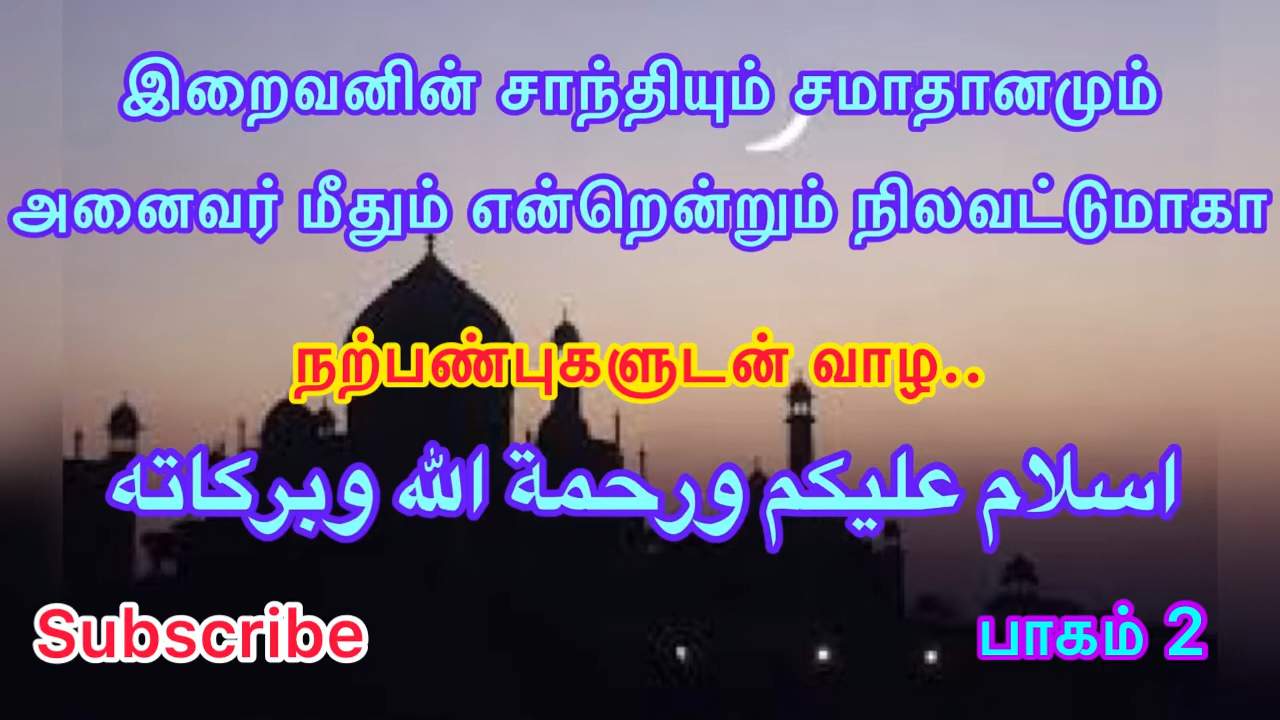 இறைவனின் சாந்தியும் சமாதானமும்
அனைவர் மீதும் என்றென்றும் நிலவட்டுமாகா
நற்பண்புகளுடன் வாழ..
اسلام عليكم ورحمة الله وبركاته
Subscribe
பாகம் 2